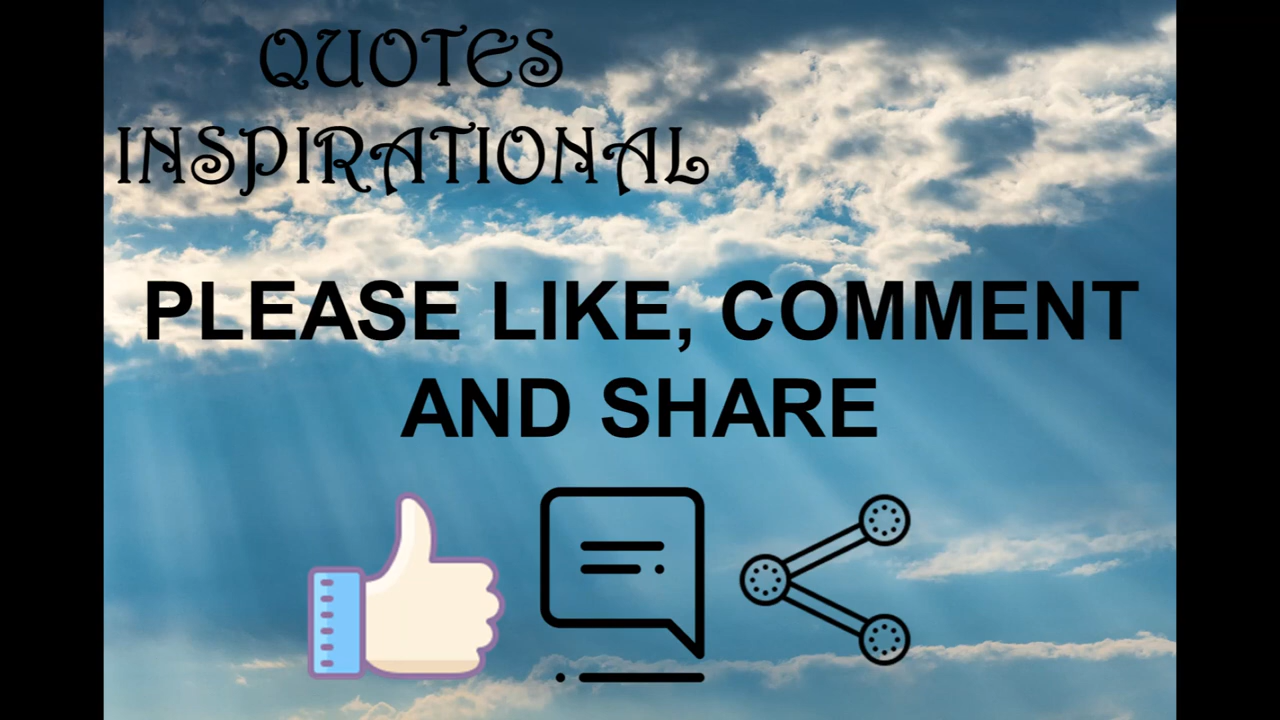 QUOTES
INSPIRATIONAL
PLEASE LIKE, COMMENT
AND SHARE